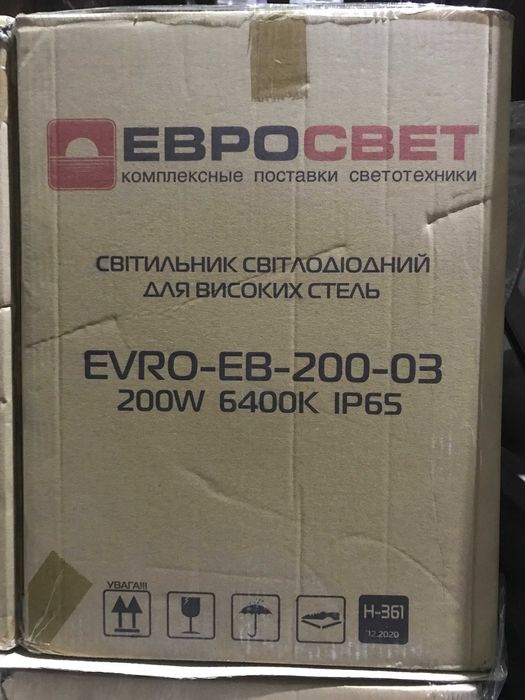 ЕВРОСВЕТ
комплексные поставки светотехники
СВІТИЛЬНИК СВІТЛОДІОДНИЙ
ДЛЯ ВИСОКИХ СТЕЛЬ
EVRO-EB-200-03
200W 6400K IP65
УВАГА!!!
H-361
12.2020